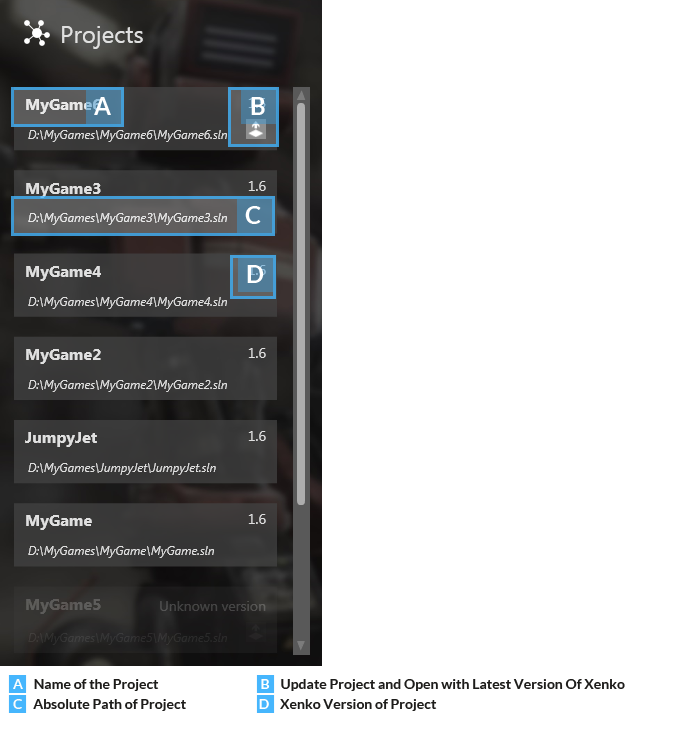 Projects
MyGame6 A B
D:\MyGames\MyGame6\MyGame6.sln
MyGame3 1.6
D:\MyGames\MyGame3\MyGame3.sln C
MyGame4 D
D:\MyGames\MyGame4\MyGame4.sln
MyGame2 1.6
D:\MyGames\MyGame2\MyGame2.sln
JumpyJet 1.6
D:\MyGames\JumpyJet\JumpyJet.sln
MyGame 1.6
D:\MyGames\MyGame\MyGame.sln
MyGame5 Unknown version
D:\MyGames\MyGame5\MyGame5.sln
A Name of the Project B Update Project and Open with Latest Version Of Xenko
C Absolute Path of Project D Xenko Version of Project